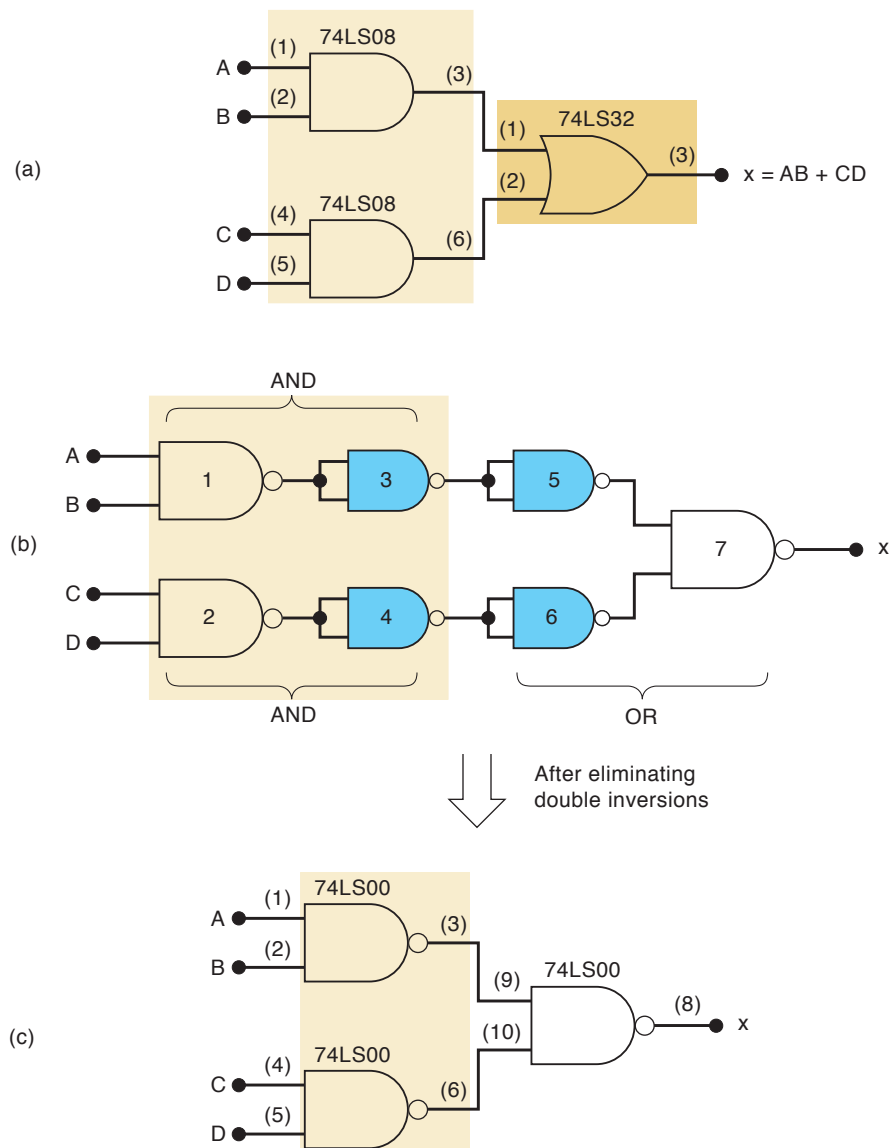 74LS08
(1)
A
(3)
(2)
B
74LS32
(1)
(3)
(a)
x = AB + CD
(2)
74LS08
(4)
C
(6)
(5)
D
AND
A
1
3
5
B
7
x
(b)
C
2
4
6
D
AND
OR
After eliminating
double inversions
74LS00
(1)
A
(3)
(2)
B
74LS00
(9)
(8)
x
(c)
(10)
74LS00
(4)
C
(6)
(5)
D